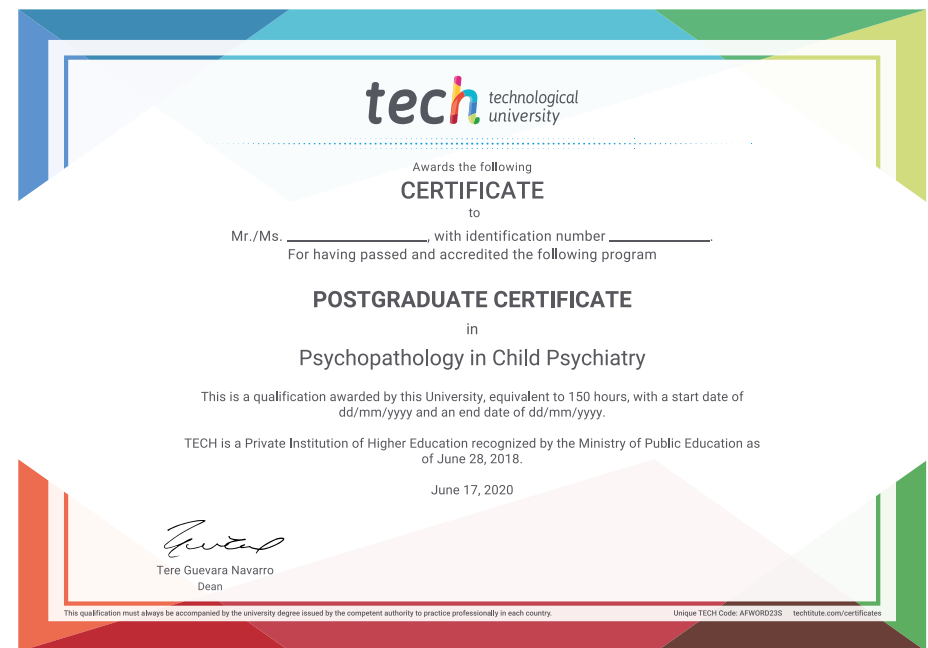 tech technological
university
Awards the following
CERTIFICATE
to
Mr./Ms. ____________________, with identification number ______________.
For having passed and accredited the following program
POSTGRADUATE CERTIFICATE
in
Psychopathology in Child Psychiatry
This is a qualification awarded by this University, equivalent to 150 hours, with a start date of
dd/mm/yyyy and an end date of dd/mm/yyyy.
TECH is a Private Institution of Higher Education recognized by the Ministry of Public Education as
of June 28, 2018.
June 17, 2020
Tere Guevara Navarro
Dean
This qualification must always be accompanied by the university degree issued by the competent authority to practice professionally in each country. Unique TECH Code: AFWORD23S techtitute.com/certificates